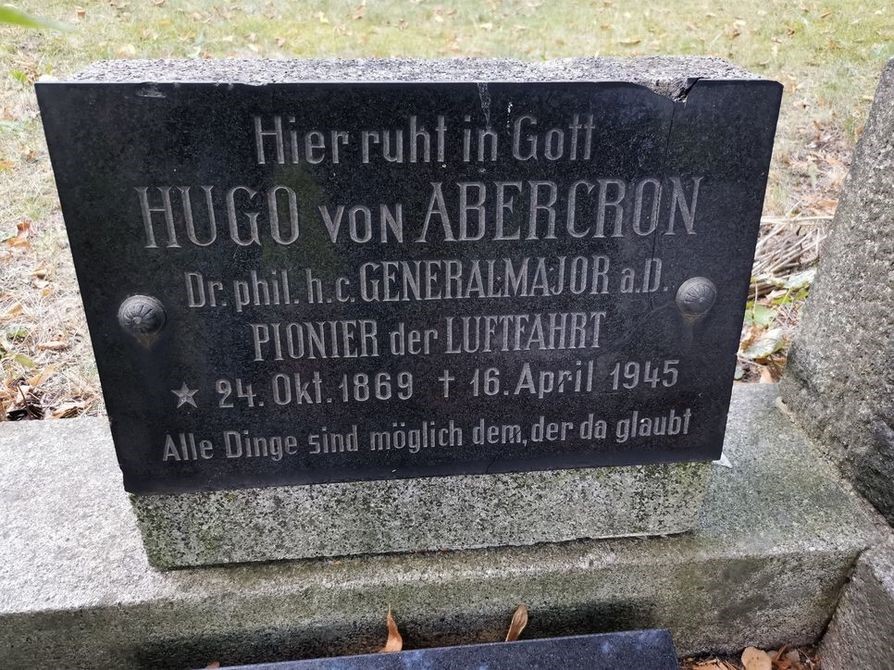 Hier ruht in Gott
HUGO von ABERCRON
Dr. phil. h. c. GENERALMAJOR a. D.
PIONIER der LUFTFAHRT
★ 24. Okt. 1869 † 16. April 1945
Alle Dinge sind möglich dem, der da glaubt